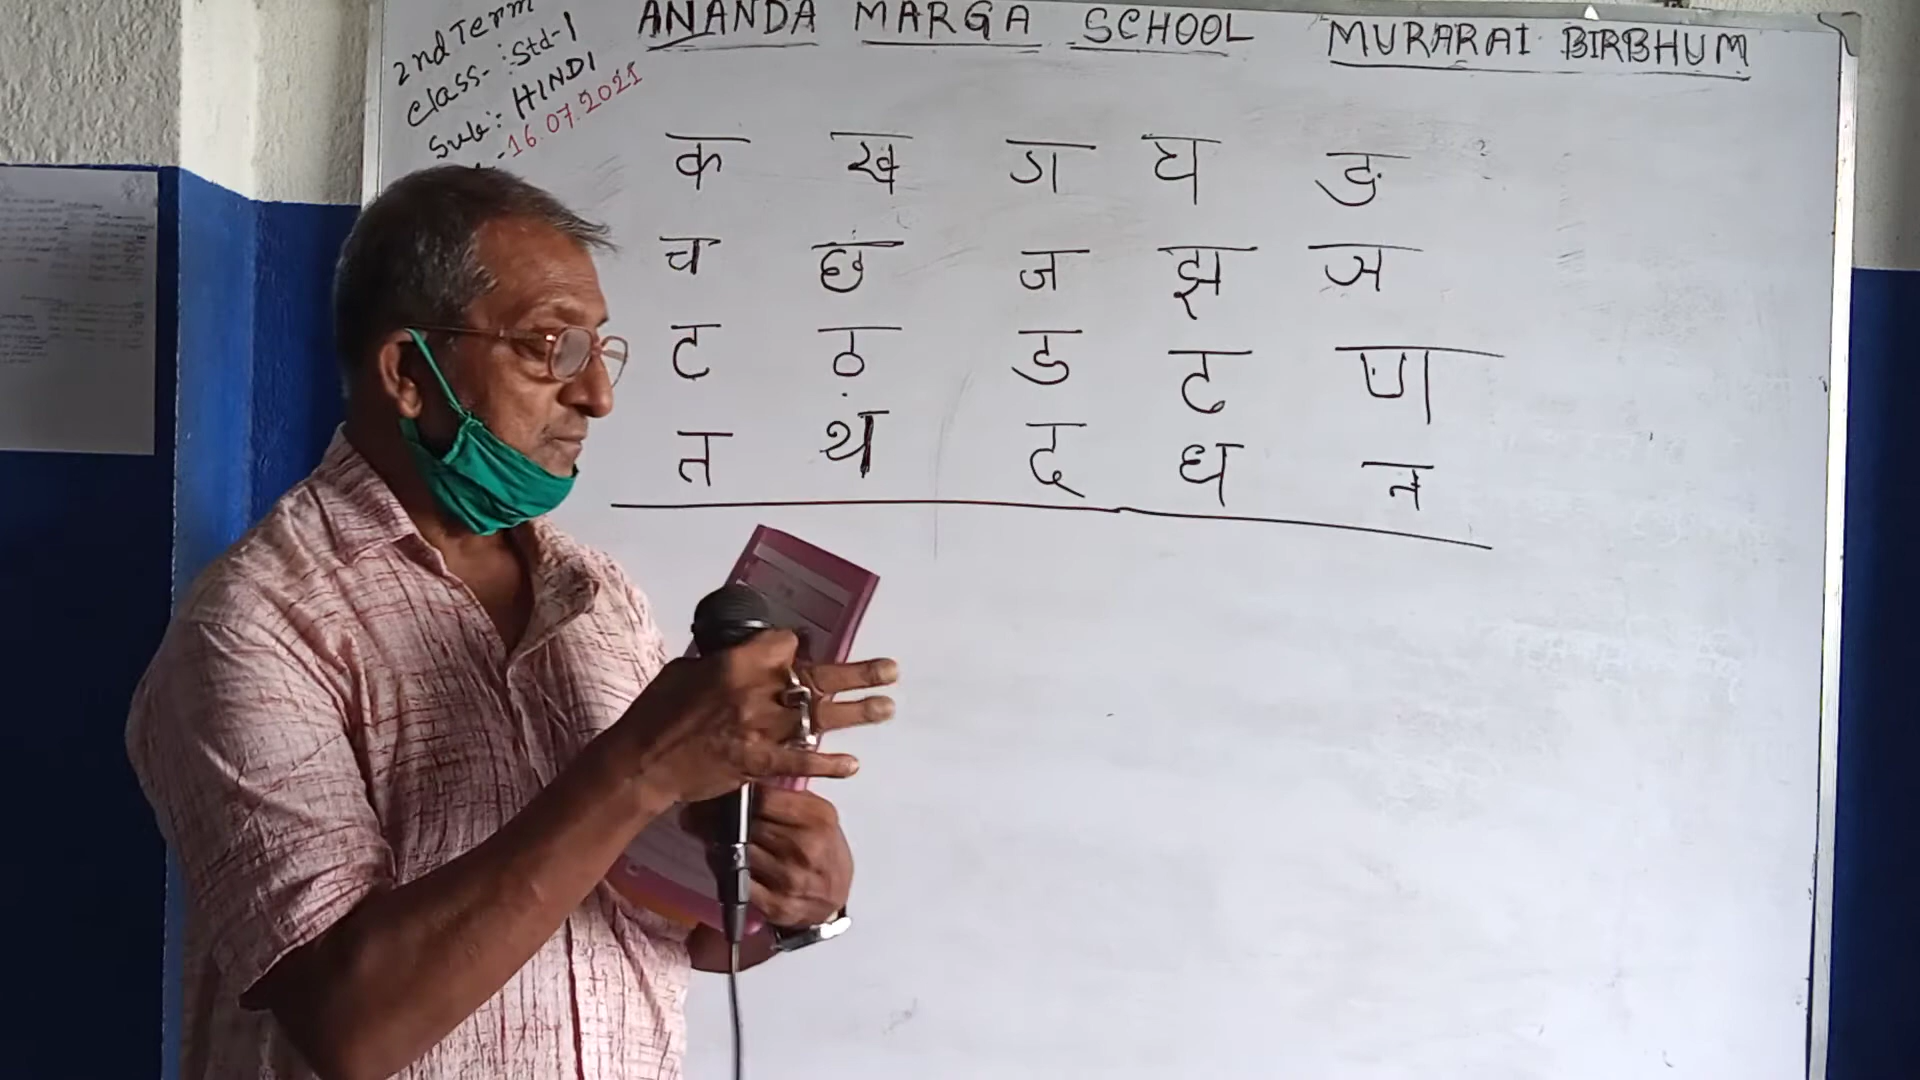 ANANDA MARGA SCHOOL MURARAI BIRBHUM
2nd Term
Class-:Std-1
Sub:- HINDI
16.07.2021
क ख ग घ ङ
च छ ज झ ञ
ट ठ ड ढ ण
त थ द ध न